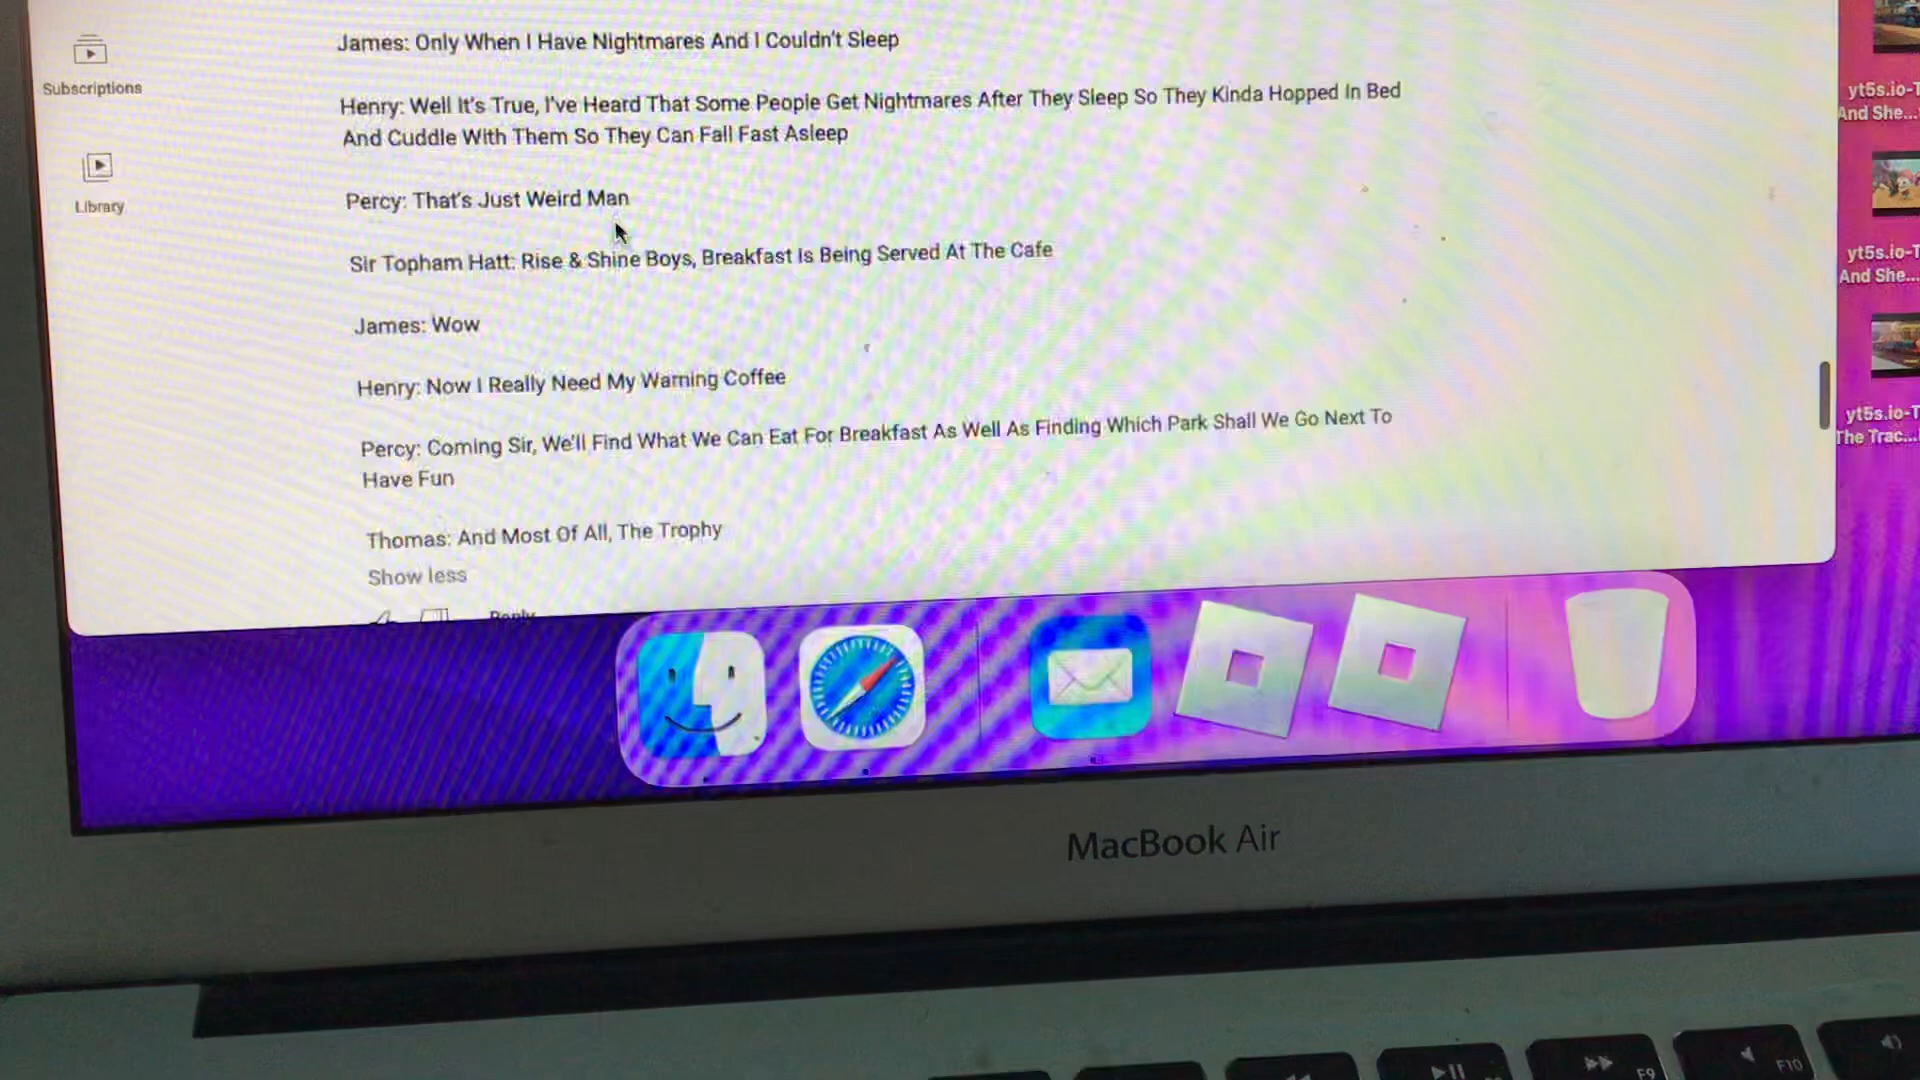 James: Only When I Have Nightmares And I Couldn't Sleep
Subscriptions
Henry: Well It's True, I've Heard That Some People Get Nightmares After They Sleep So They Kinda Hopped In Bed
And Cuddle With Them So They Can Fall Fast Asleep
Library
Percy: That's Just Weird Man
Sir Topham Hatt: Rise & Shine Boys, Breakfast Is Being Served At The Cafe
James: Wow
Henry: Now I Really Need My Warning Coffee
Percy: Coming Sir, We'll Find What We Can Eat For Breakfast As Well As Finding Which Park Shall We Go Next To
Have Fun
Thomas: And Most Of All, The Trophy
Show less
Reply
yt5s.io-T
And She...
yt5s.io-T
And She...
yt5s.io-T
The Trac...
MacBook Air
F9
F10